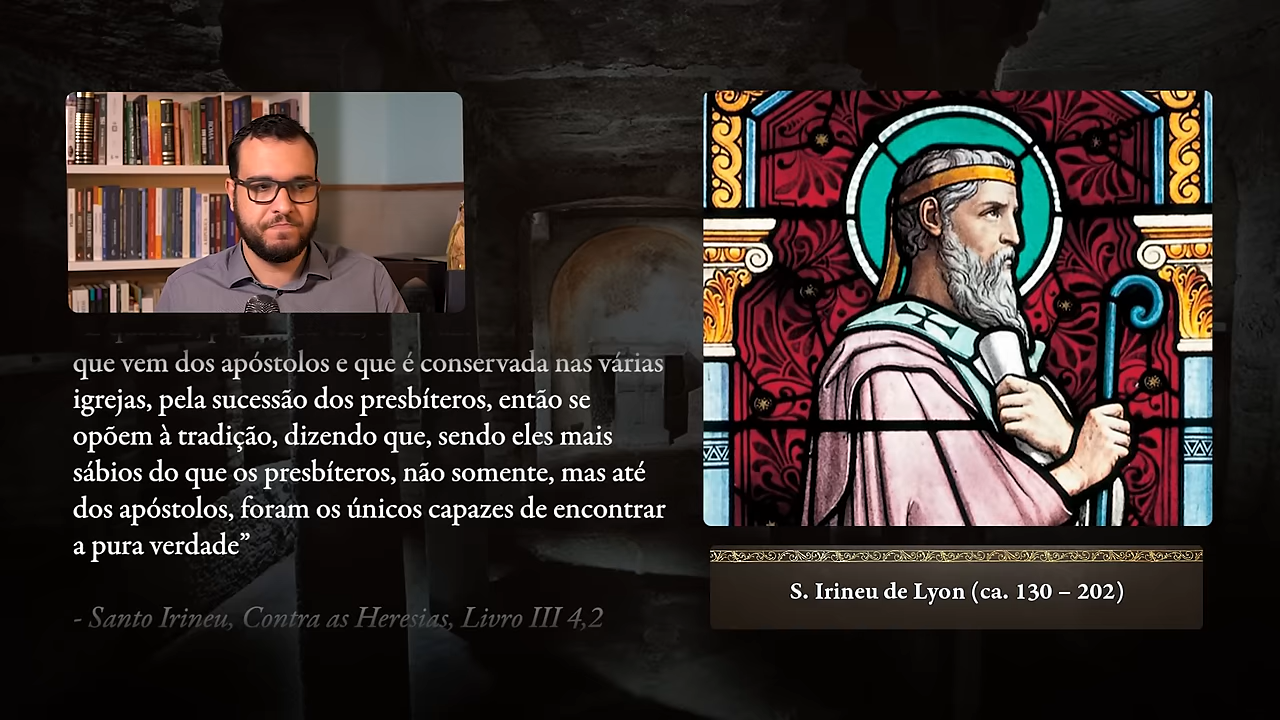 que vem dos apóstolos e que é conservada nas várias
igrejas, pela sucessão dos presbíteros, então se
opõem à tradição, dizendo que, sendo eles mais
sábios do que os presbíteros, não somente, mas até
dos apóstolos, foram os únicos capazes de encontrar
a pura verdade”
- Santo Irineu, Contra as Heresias, Livro III 4,2
S. Irineu de Lyon (ca. 130 – 202)